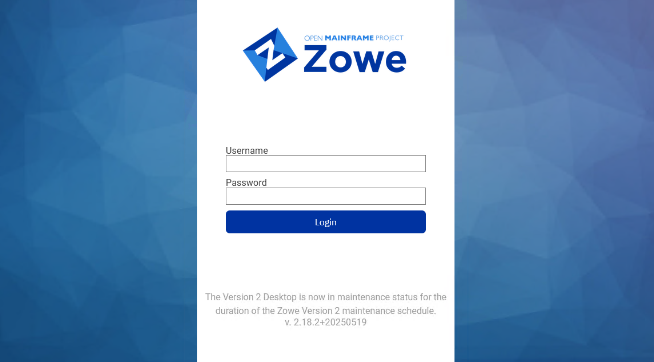 OPEN MAINFRAME PROJECT
Zowe
Username
Password
Login
The Version 2 Desktop is now in maintenance status for the
duration of the Zowe Version 2 maintenance schedule.
v. 2.18.2+20250519